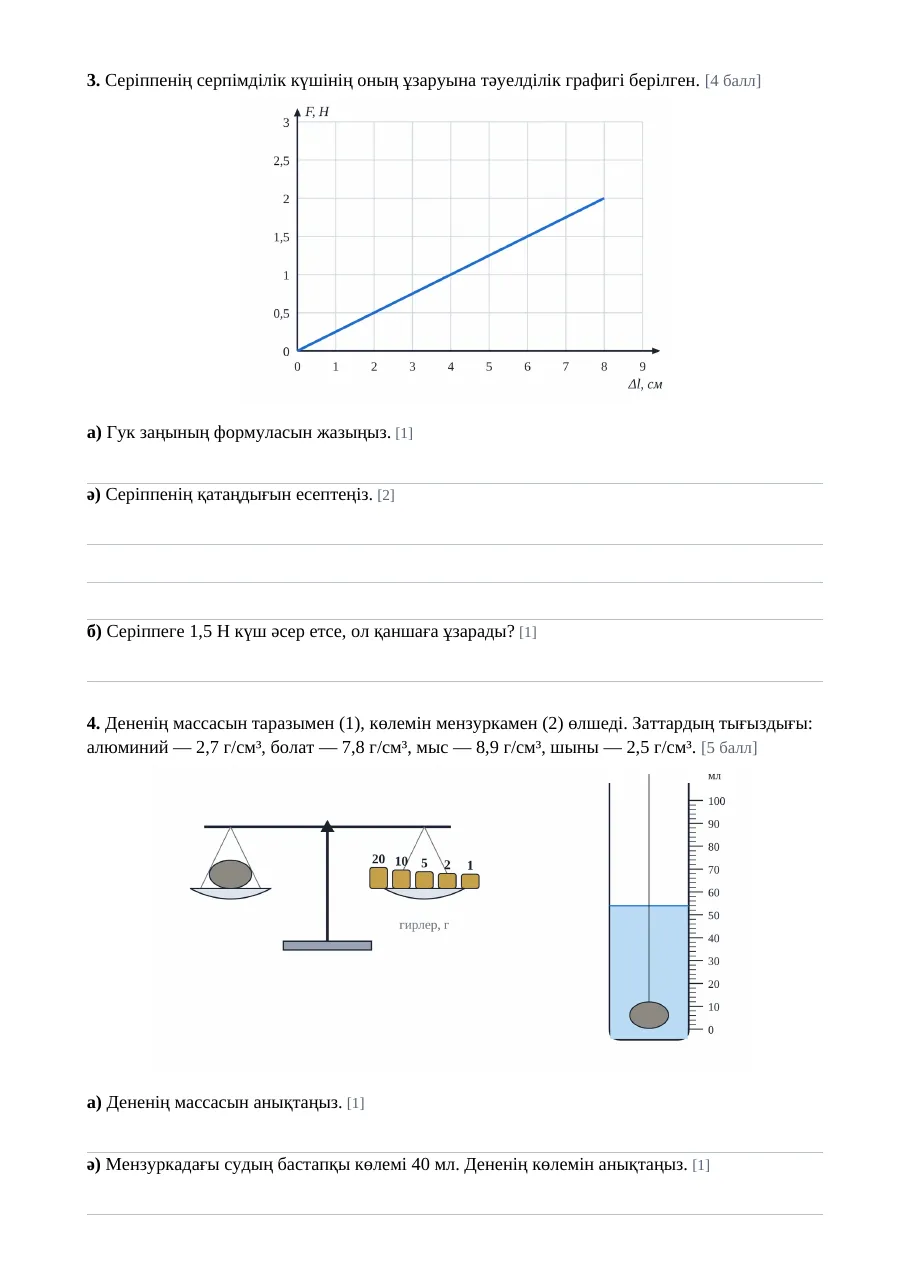 3. Серіппенің серпімділік күшінің оның ұзаруына тәуелділік графигі берілген. [4 балл]
F, Н
3
2,5
2
1,5
1
0,5
0
0 1 2 3 4 5 6 7 8 9
Δl, см
а) Гук заңының формуласын жазыңыз. [1]
ә) Серіппенің қатаңдығын есептеңіз. [2]
б) Серіппеге 1,5 Н күш әсер етсе, ол қаншаға ұзарады? [1]
4. Дененің массасын таразымен (1), көлемін мензуркамен (2) өлшеді. Заттардың тығыздығы:
алюминий — 2,7 г/см³, болат — 7,8 г/см³, мыс — 8,9 г/см³, шыны — 2,5 г/см³. [5 балл]
20 10 5 2 1
гирлер, г
мл
100
90
80
70
60
50
40
30
20
10
0
а) Дененің массасын анықтаңыз. [1]
ә) Мензуркадағы судың бастапқы көлемі 40 мл. Дененің көлемін анықтаңыз. [1]